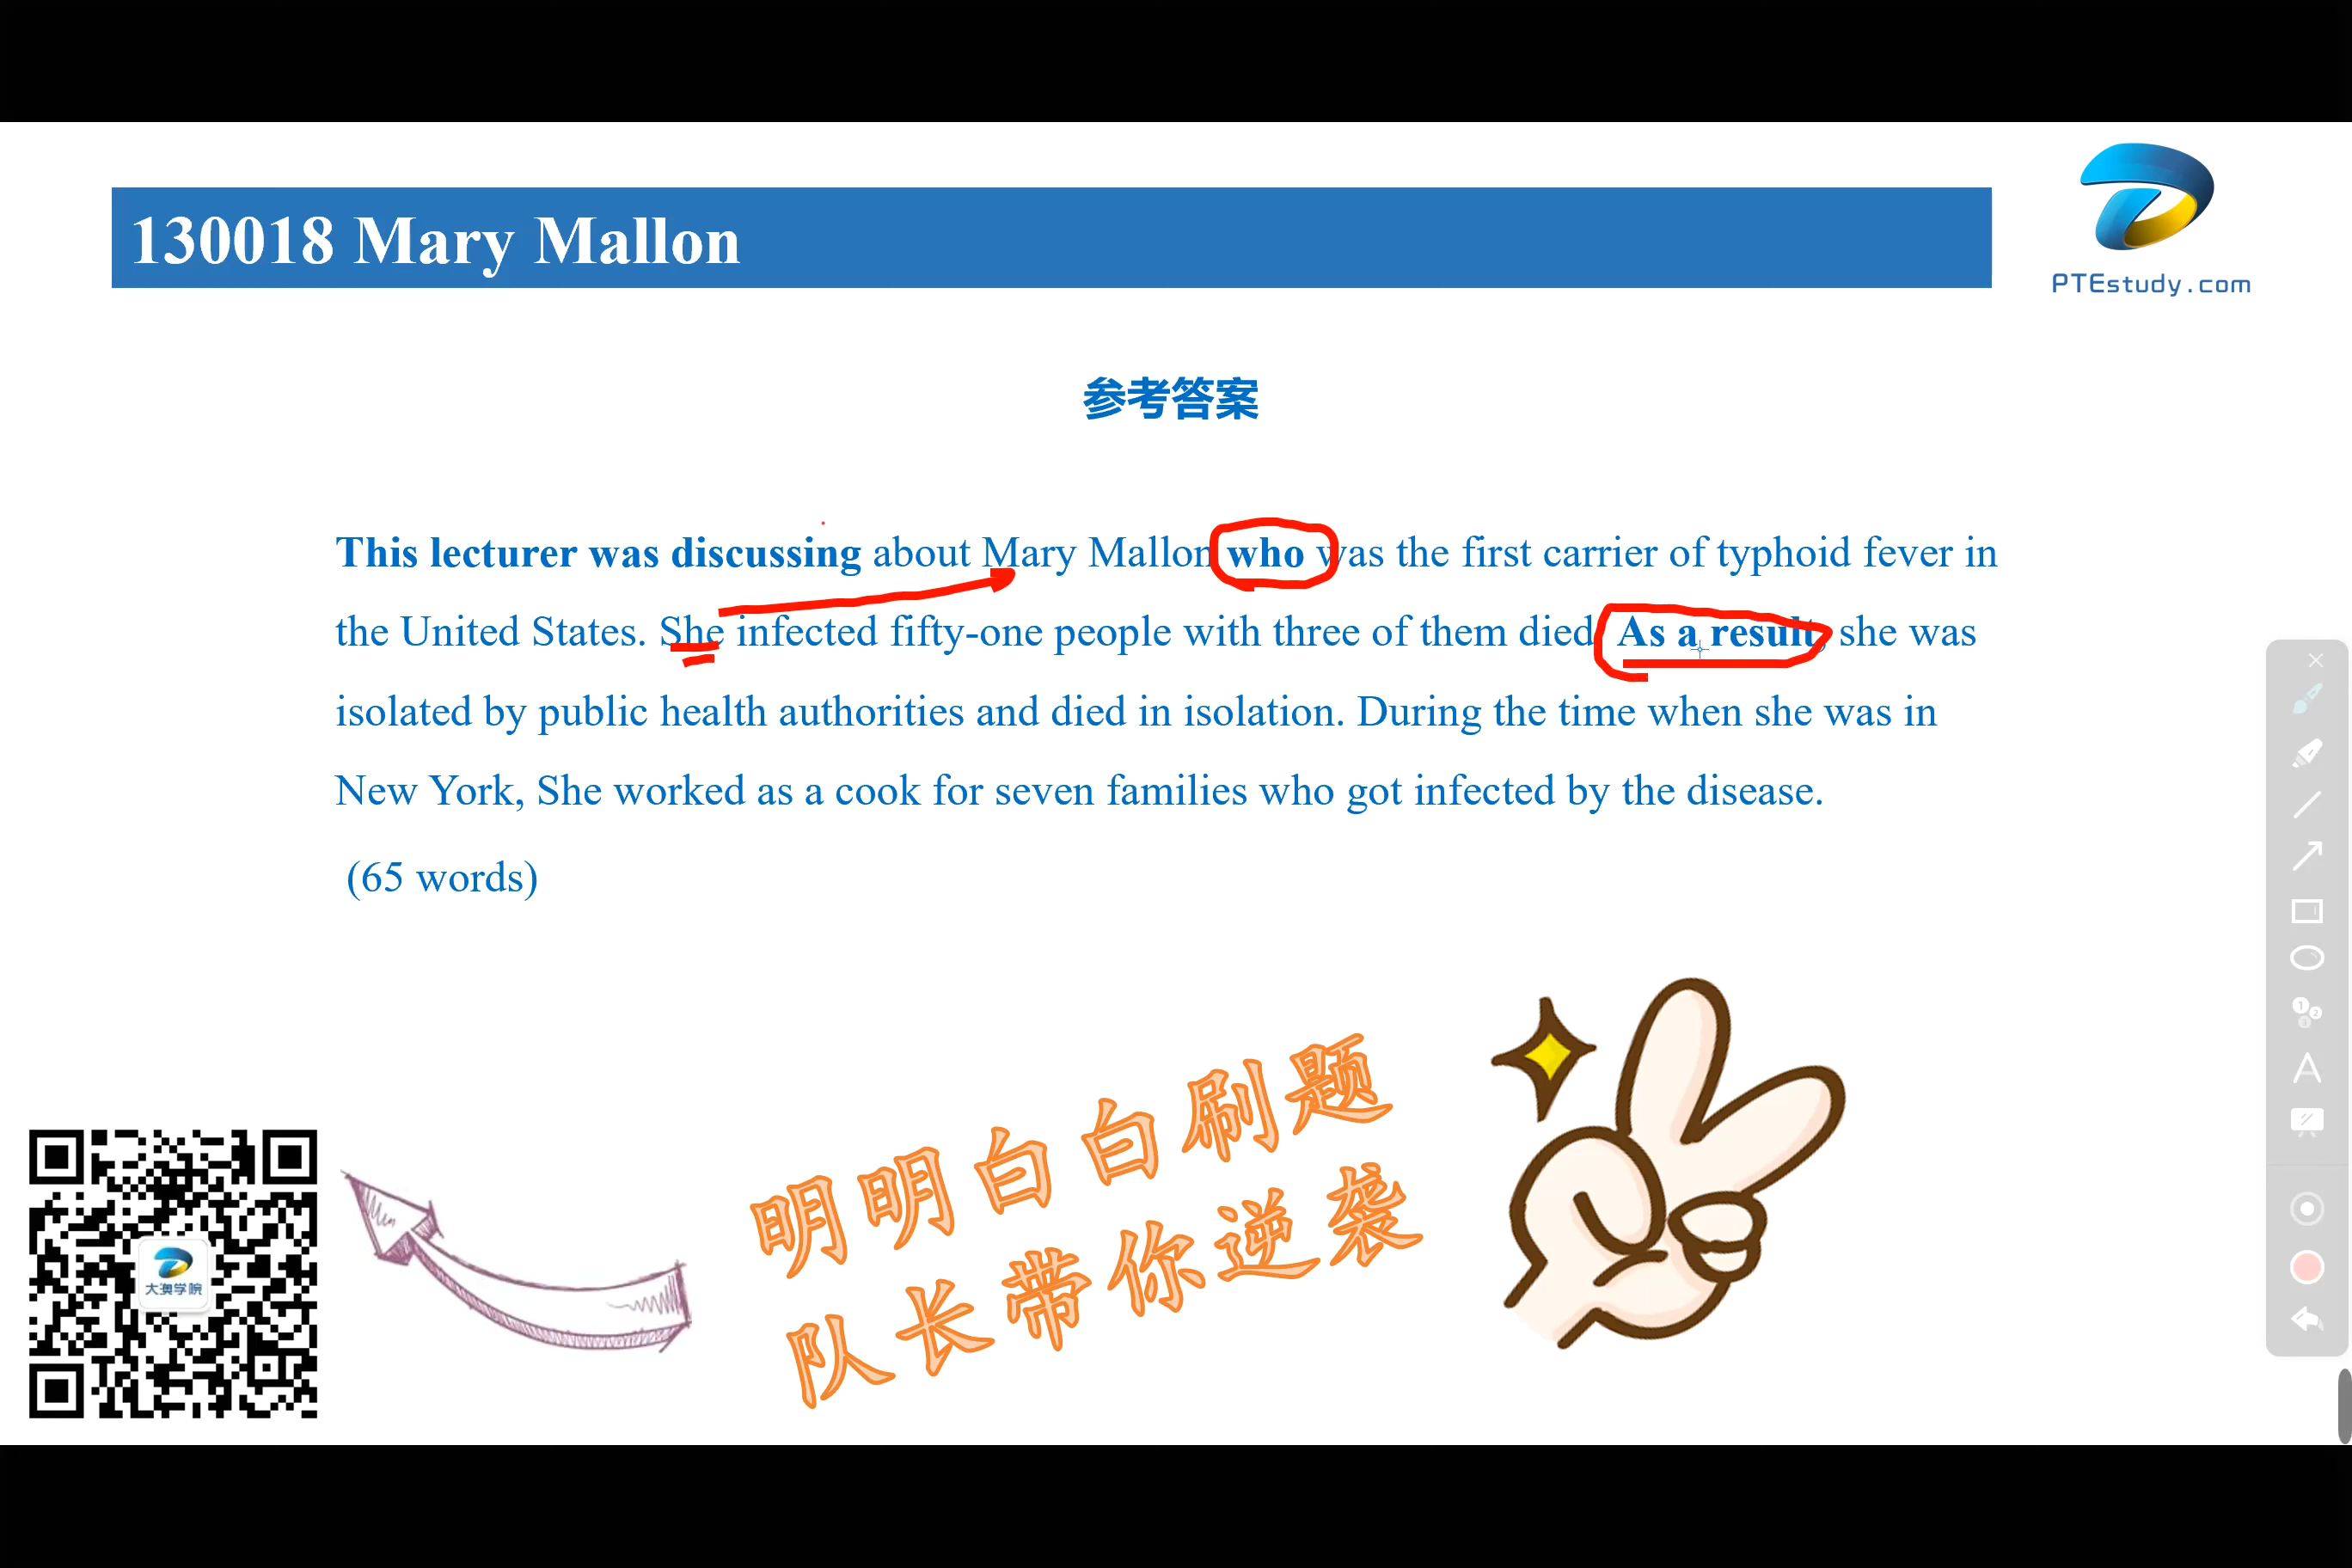 130018 Mary Mallon
PTEstudy.com
参考答案
This lecturer was discussing about Mary Mallon who was the first carrier of typhoid fever in
the United States. She infected fifty-one people with three of them died. As a result, she was
isolated by public health authorities and died in isolation. During the time when she was in
New York, She worked as a cook for seven families who got infected by the disease.
(65 words)
明明白白刷题
队长带你逆袭
大澳学院